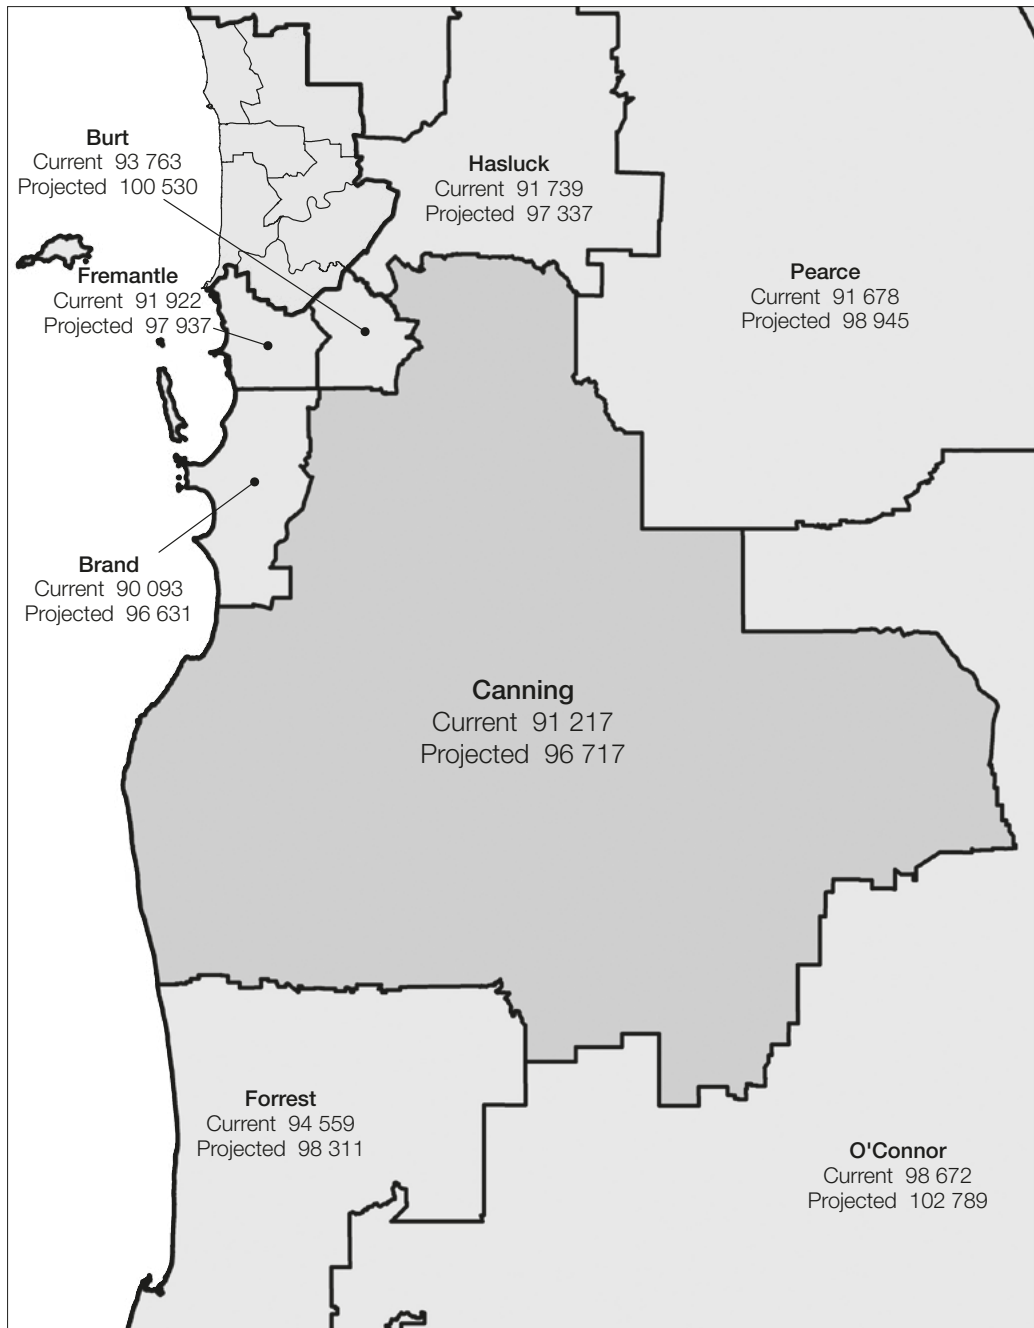 Burt
Current 93 763
Projected 100 530
Hasluck
Current 91 739
Projected 97 337
Fremantle
Current 91 922
Projected 97 937
Pearce
Current 91 678
Projected 98 945
Brand
Current 90 093
Projected 96 631
Canning
Current 91 217
Projected 96 717
Forrest
Current 94 559
Projected 98 311
O'Connor
Current 98 672
Projected 102 789